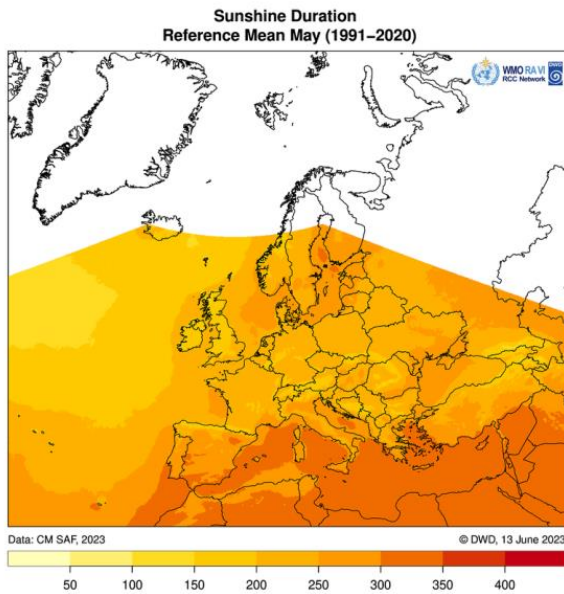 Sunshine Duration
Reference Mean May (1991–2020)
WMO RA VI
RCC Network
DWD
Data: CM SAF, 2023
© DWD, 13 June 2023
50 100 150 200 250 300 350 400